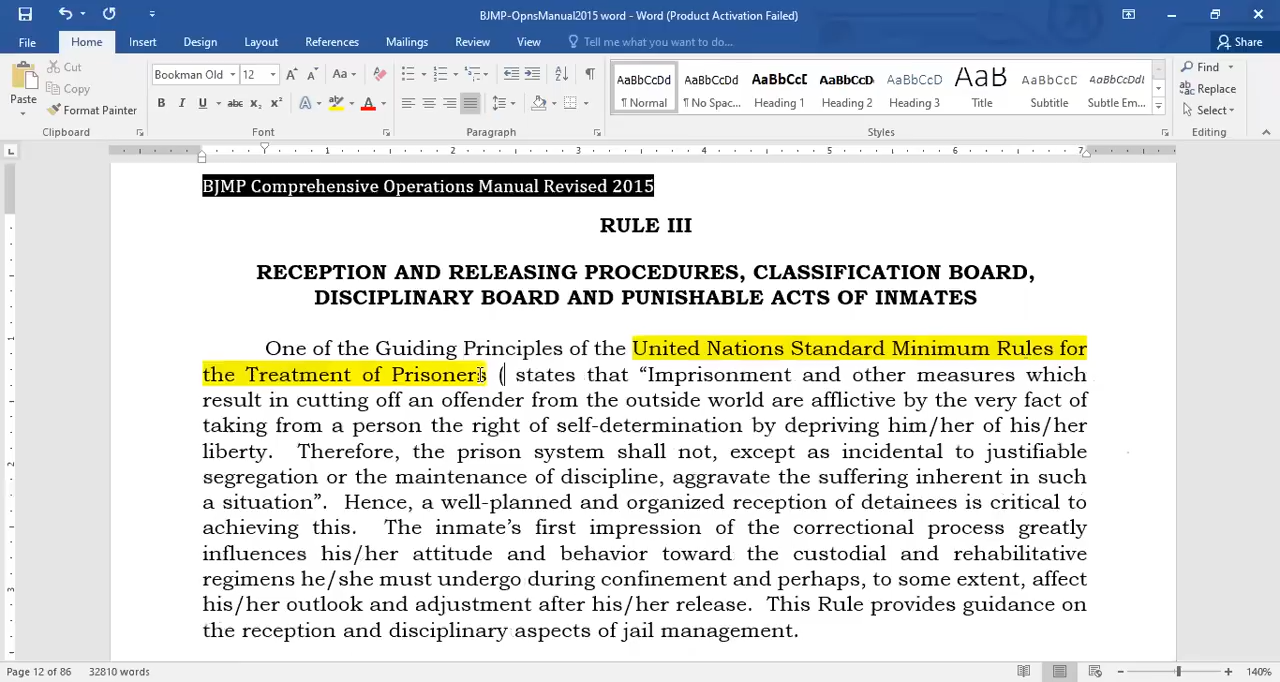 BJMP-OpnsManual2015 word - Word (Product Activation Failed)
File Home Insert Design Layout References Mailings Review View Tell me what you want to do... Share
Paste Cut Copy Format Painter Clipboard
Bookman Old 12 Font
Paragraph
AaBbCcDd AaBbCcDd AaBbCcI AaBbCcDc AaBbCcDd AaB AaBbCcD AaBbCcDdl
¶ Normal ¶ No Spac... Heading 1 Heading 2 Heading 3 Title Subtitle Subtle Em...
Styles
Find Replace Select Editing
1 2 3 4 5 6 7
BJMP Comprehensive Operations Manual Revised 2015
RULE III
RECEPTION AND RELEASING PROCEDURES, CLASSIFICATION BOARD,
DISCIPLINARY BOARD AND PUNISHABLE ACTS OF INMATES
One of the Guiding Principles of the United Nations Standard Minimum Rules for
the Treatment of Prisoners ( states that “Imprisonment and other measures which
result in cutting off an offender from the outside world are afflictive by the very fact of
taking from a person the right of self-determination by depriving him/her of his/her
liberty. Therefore, the prison system shall not, except as incidental to justifiable
segregation or the maintenance of discipline, aggravate the suffering inherent in such
a situation”. Hence, a well-planned and organized reception of detainees is critical to
achieving this. The inmate’s first impression of the correctional process greatly
influences his/her attitude and behavior toward the custodial and rehabilitative
regimens he/she must undergo during confinement and perhaps, to some extent, affect
his/her outlook and adjustment after his/her release. This Rule provides guidance on
the reception and disciplinary aspects of jail management.
Page 12 of 86 32810 words 140%